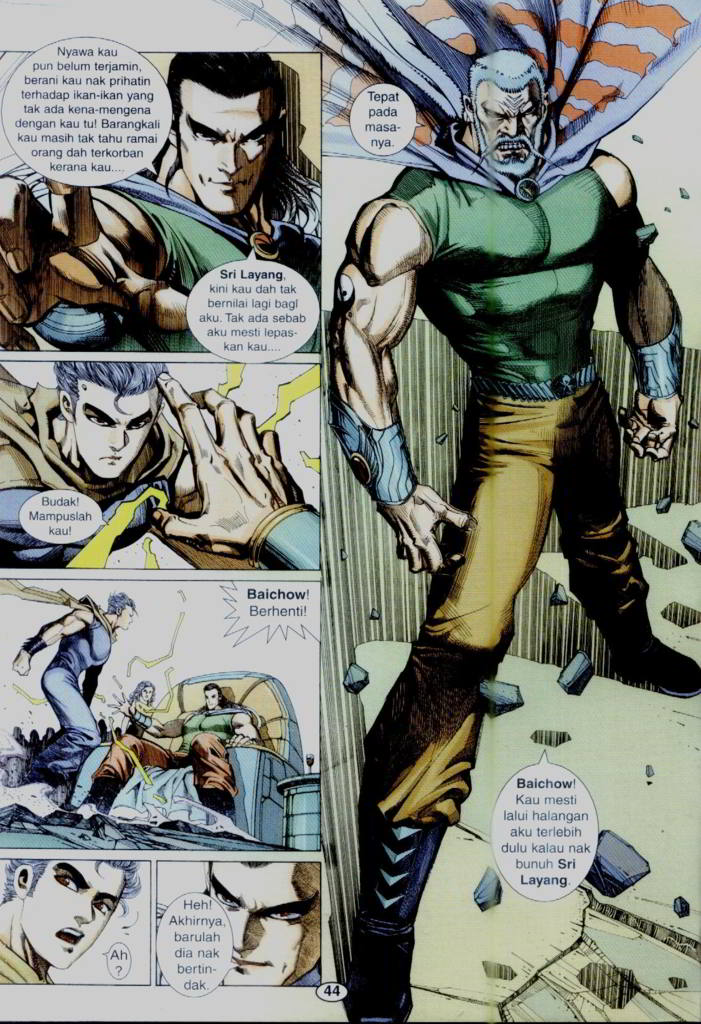 Nyawa kau
pun belum terjamin,
berani kau nak prihatin
terhadap ikan-ikan yang
tak ada kena-mengena
dengan kau tu! Barangkali
kau masih tak tahu ramai
orang dah terkorban
kerana kau....
Sri Layang,
kini kau dah tak
bernilai lagi bagI
aku. Tak ada sebab
aku mesti lepas-
kan kau....
Budak!
Mampuslah
kau!
Baichow!
Berhenti!
Ah
?
Heh!
Akhirnya,
barulah
dia nak
bertin-
dak.
Tepat
pada
masa-
nya.
Baichow!
Kau mesti
lalui halangan
aku terlebih
dulu kalau nak
bunuh Sri
Layang.
44